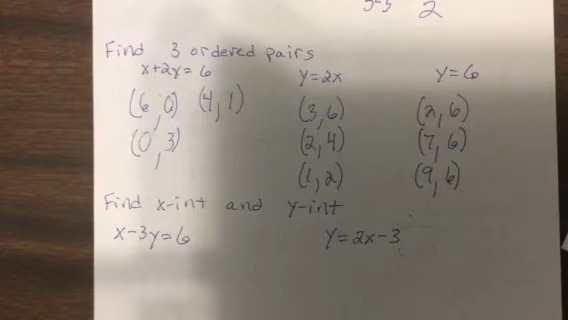 2
Find 3 ordered pairs
x+2y=6 y=2x y=6
(6,0) (4,1) (3,6) (2,6)
(0,3) (2,4) (7,6)
(1,2) (9,6)
Find x-int and y-int
x-3y=6 y=2x-3